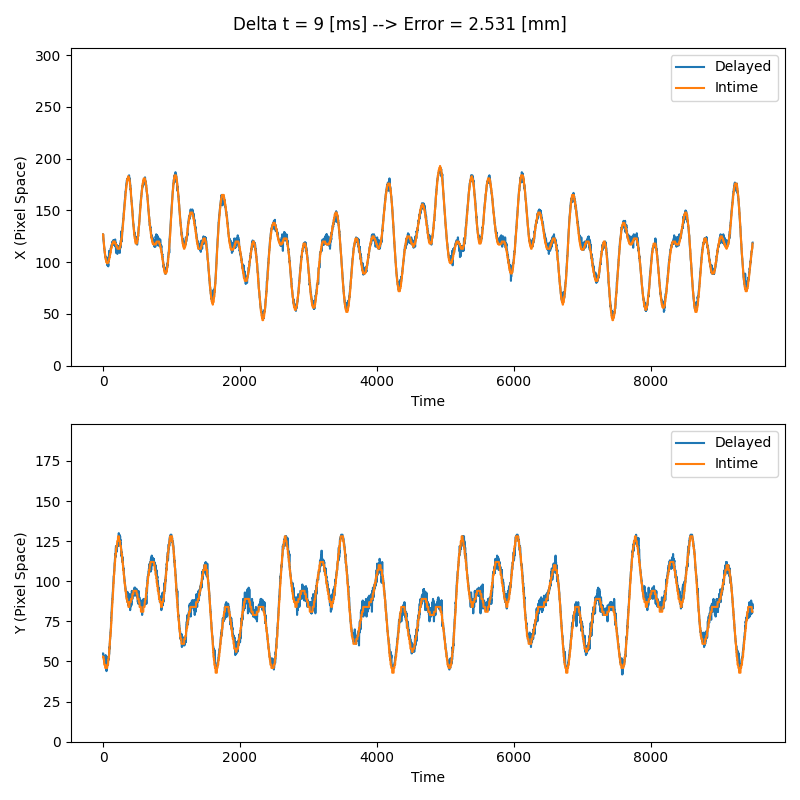 Delta t = 9 [ms] --> Error = 2.531 [mm]
300
250
200
150
100
50
0
X (Pixel Space)
Delayed
Intime
0 2000 4000 6000 8000
Time
175
150
125
100
75
50
25
0
Y (Pixel Space)
Delayed
Intime
0 2000 4000 6000 8000
Time